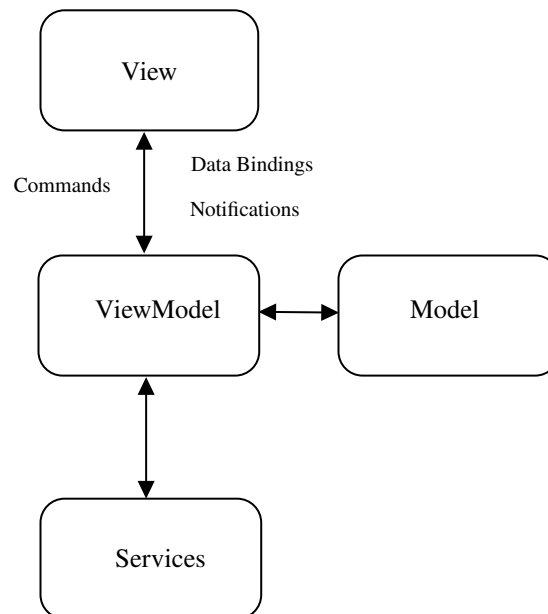 View
Commands
Data Bindings
Notifications
ViewModel
Model
Services